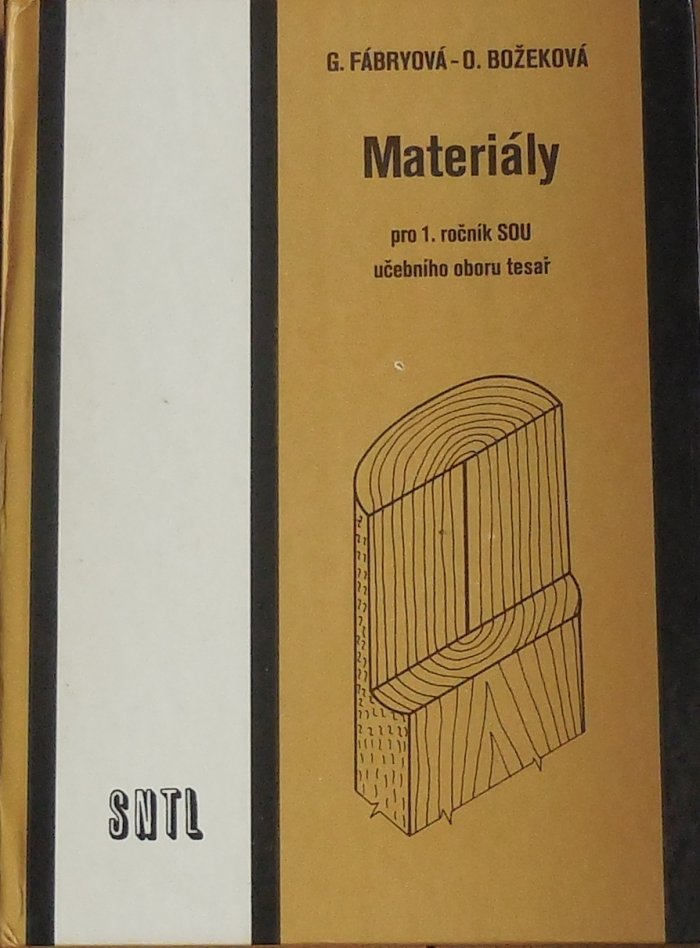 G. FÁBRYOVÁ - O. BOŽEKOVÁ
Materiály
pro 1. ročník SOU
učebního oboru tesař
SNTL